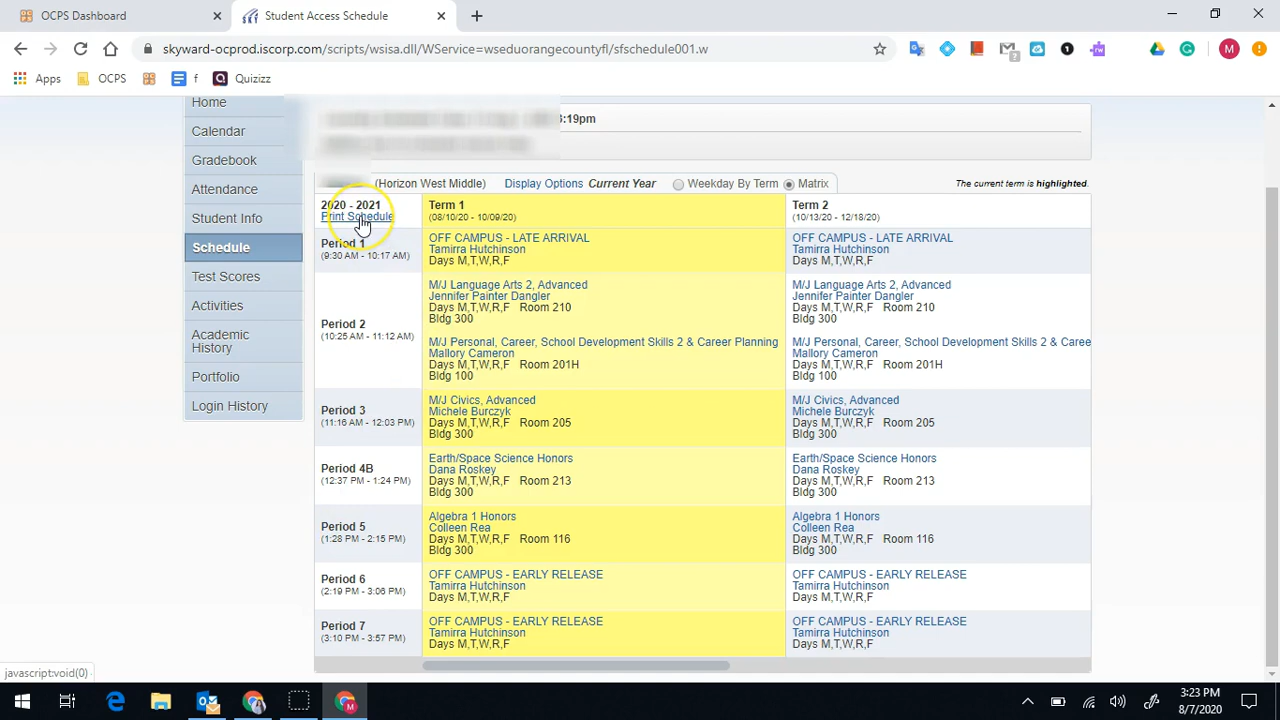 OCPS Dashboard
Student Access Schedule
skyward-ocprod.iscorp.com/scripts/wsisa.dll/WService=wseduorangecountyfl/sfschedule001.w
M
Apps
OCPS
f
Quizizz
Home
Calendar
Gradebook
Attendance
Student Info
Schedule
Test Scores
Activities
Academic
History
Portfolio
Login History
:19pm
(Horizon West Middle) Display Options Current Year Weekday By Term Matrix The current term is highlighted.
2020 - 2021
Print Schedule
Term 1
(08/10/20 - 10/09/20)
Term 2
(10/13/20 - 12/18/20)
Period 1
(9:30 AM - 10:17 AM)
OFF CAMPUS - LATE ARRIVAL
Tamirra Hutchinson
Days M,T,W,R,F
OFF CAMPUS - LATE ARRIVAL
Tamirra Hutchinson
Days M,T,W,R,F
Period 2
(10:25 AM - 11:12 AM)
M/J Language Arts 2, Advanced
Jennifer Painter Dangler
Days M,T,W,R,F Room 210
Bldg 300
M/J Personal, Career, School Development Skills 2 & Career Planning
Mallory Cameron
Days M,T,W,R,F Room 201H
Bldg 100
M/J Language Arts 2, Advanced
Jennifer Painter Dangler
Days M,T,W,R,F Room 210
Bldg 300
M/J Personal, Career, School Development Skills 2 & Caree
Mallory Cameron
Days M,T,W,R,F Room 201H
Bldg 100
Period 3
(11:16 AM - 12:03 PM)
M/J Civics, Advanced
Michele Burczyk
Days M,T,W,R,F Room 205
Bldg 300
M/J Civics, Advanced
Michele Burczyk
Days M,T,W,R,F Room 205
Bldg 300
Period 4B
(12:37 PM - 1:24 PM)
Earth/Space Science Honors
Dana Roskey
Days M,T,W,R,F Room 213
Bldg 300
Earth/Space Science Honors
Dana Roskey
Days M,T,W,R,F Room 213
Bldg 300
Period 5
(1:28 PM - 2:15 PM)
Algebra 1 Honors
Colleen Rea
Days M,T,W,R,F Room 116
Bldg 300
Algebra 1 Honors
Colleen Rea
Days M,T,W,R,F Room 116
Bldg 300
Period 6
(2:19 PM - 3:06 PM)
OFF CAMPUS - EARLY RELEASE
Tamirra Hutchinson
Days M,T,W,R,F
OFF CAMPUS - EARLY RELEASE
Tamirra Hutchinson
Days M,T,W,R,F
Period 7
(3:10 PM - 3:57 PM)
OFF CAMPUS - EARLY RELEASE
Tamirra Hutchinson
Days M,T,W,R,F
OFF CAMPUS - EARLY RELEASE
Tamirra Hutchinson
Days M,T,W,R,F
javascript:void(0)
3:23 PM
8/7/2020